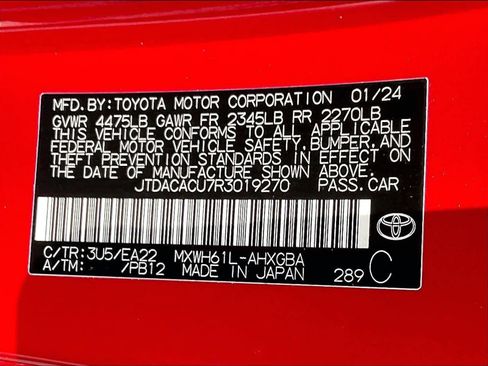 MFD. BY: TOYOTA MOTOR CORPORATION 01/24
GVWR 4475LB GAWR FR 2345LB RR 2270LB
THIS VEHICLE CONFORMS TO ALL APPLICABLE
FEDERAL MOTOR VEHICLE SAFETY, BUMPER, AND
THEFT PREVENTION STANDARDS IN EFFECT ON
THE DATE OF MANUFACTURE SHOWN ABOVE.
JTDACACU7R3019270 PASS. CAR
C/TR: 3U5/EA22 MXWH61L-AHXGBA
A/TM: /PB12 MADE IN JAPAN 289 C